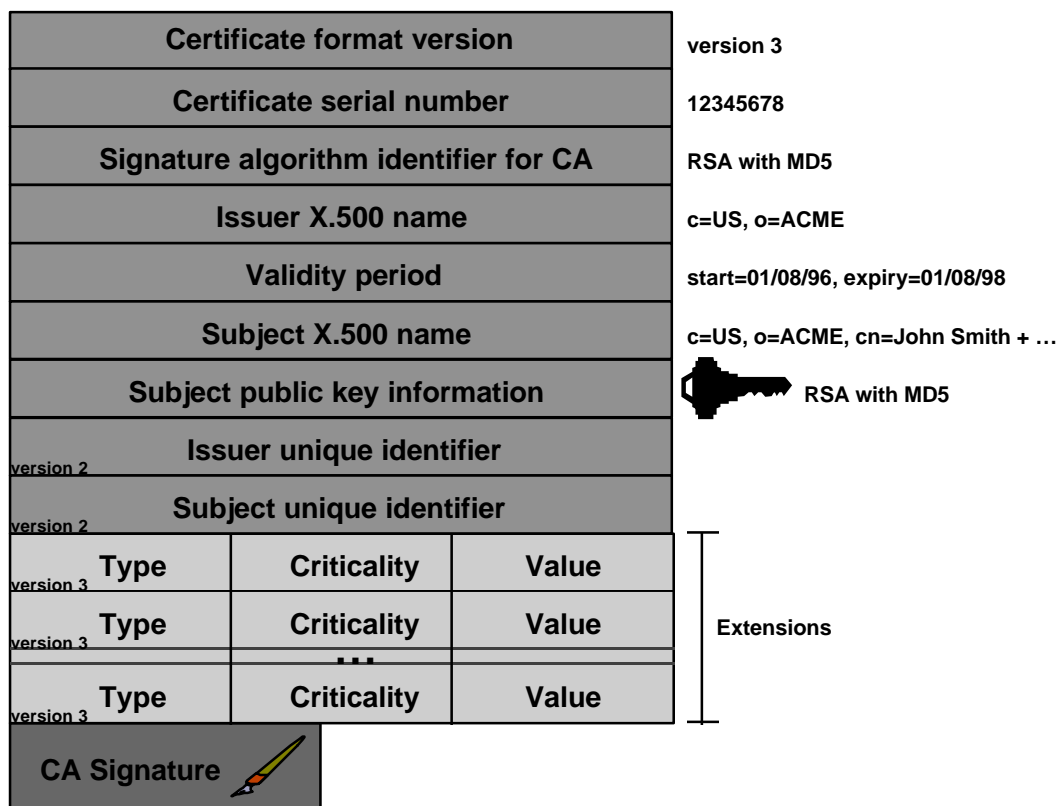 Certificate format version
version 3
Certificate serial number
12345678
Signature algorithm identifier for CA
RSA with MD5
Issuer X.500 name
c=US, o=ACME
Validity period
start=01/08/96, expiry=01/08/98
Subject X.500 name
c=US, o=ACME, cn=John Smith + …
Subject public key information
RSA with MD5
Issuer unique identifier
version 2
Subject unique identifier
version 2
Type Criticality Value
version 3
Type Criticality Value
version 3
Extensions
…
Type Criticality Value
version 3
CA Signature